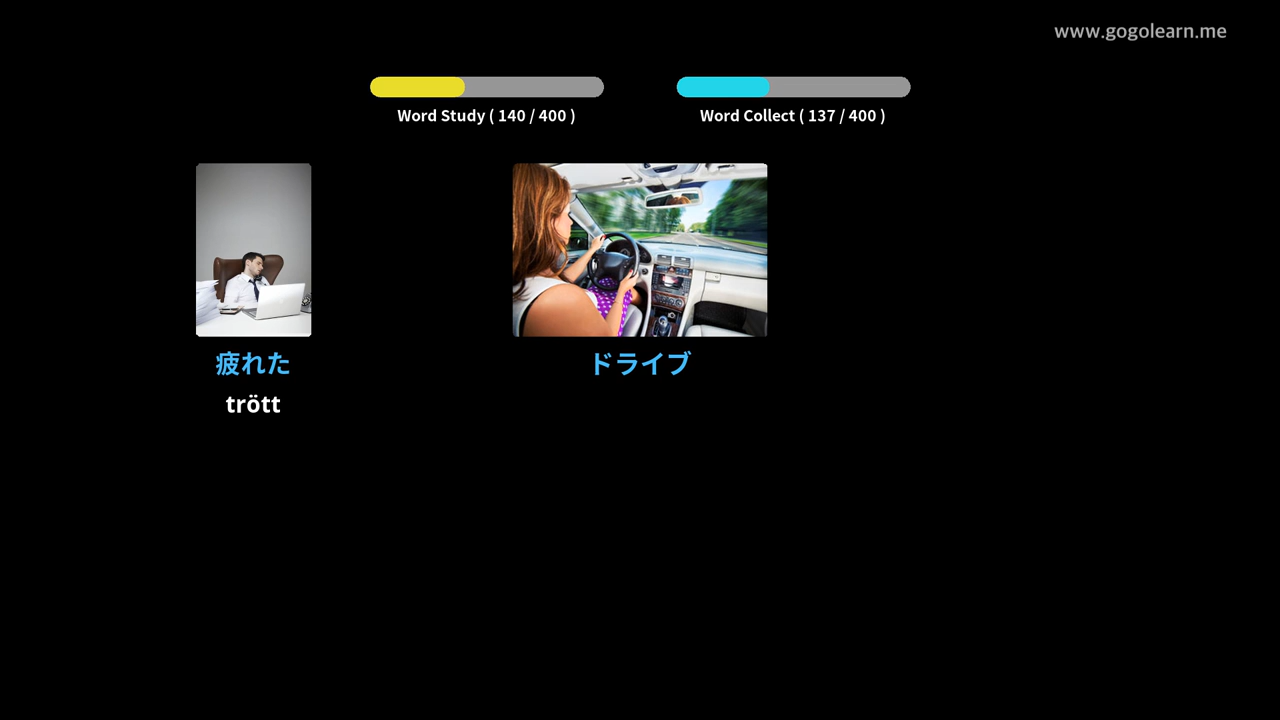 www.gogolearn.me
Word Study ( 140 / 400 )
Word Collect ( 137 / 400 )
疲れた
ドライブ
trött